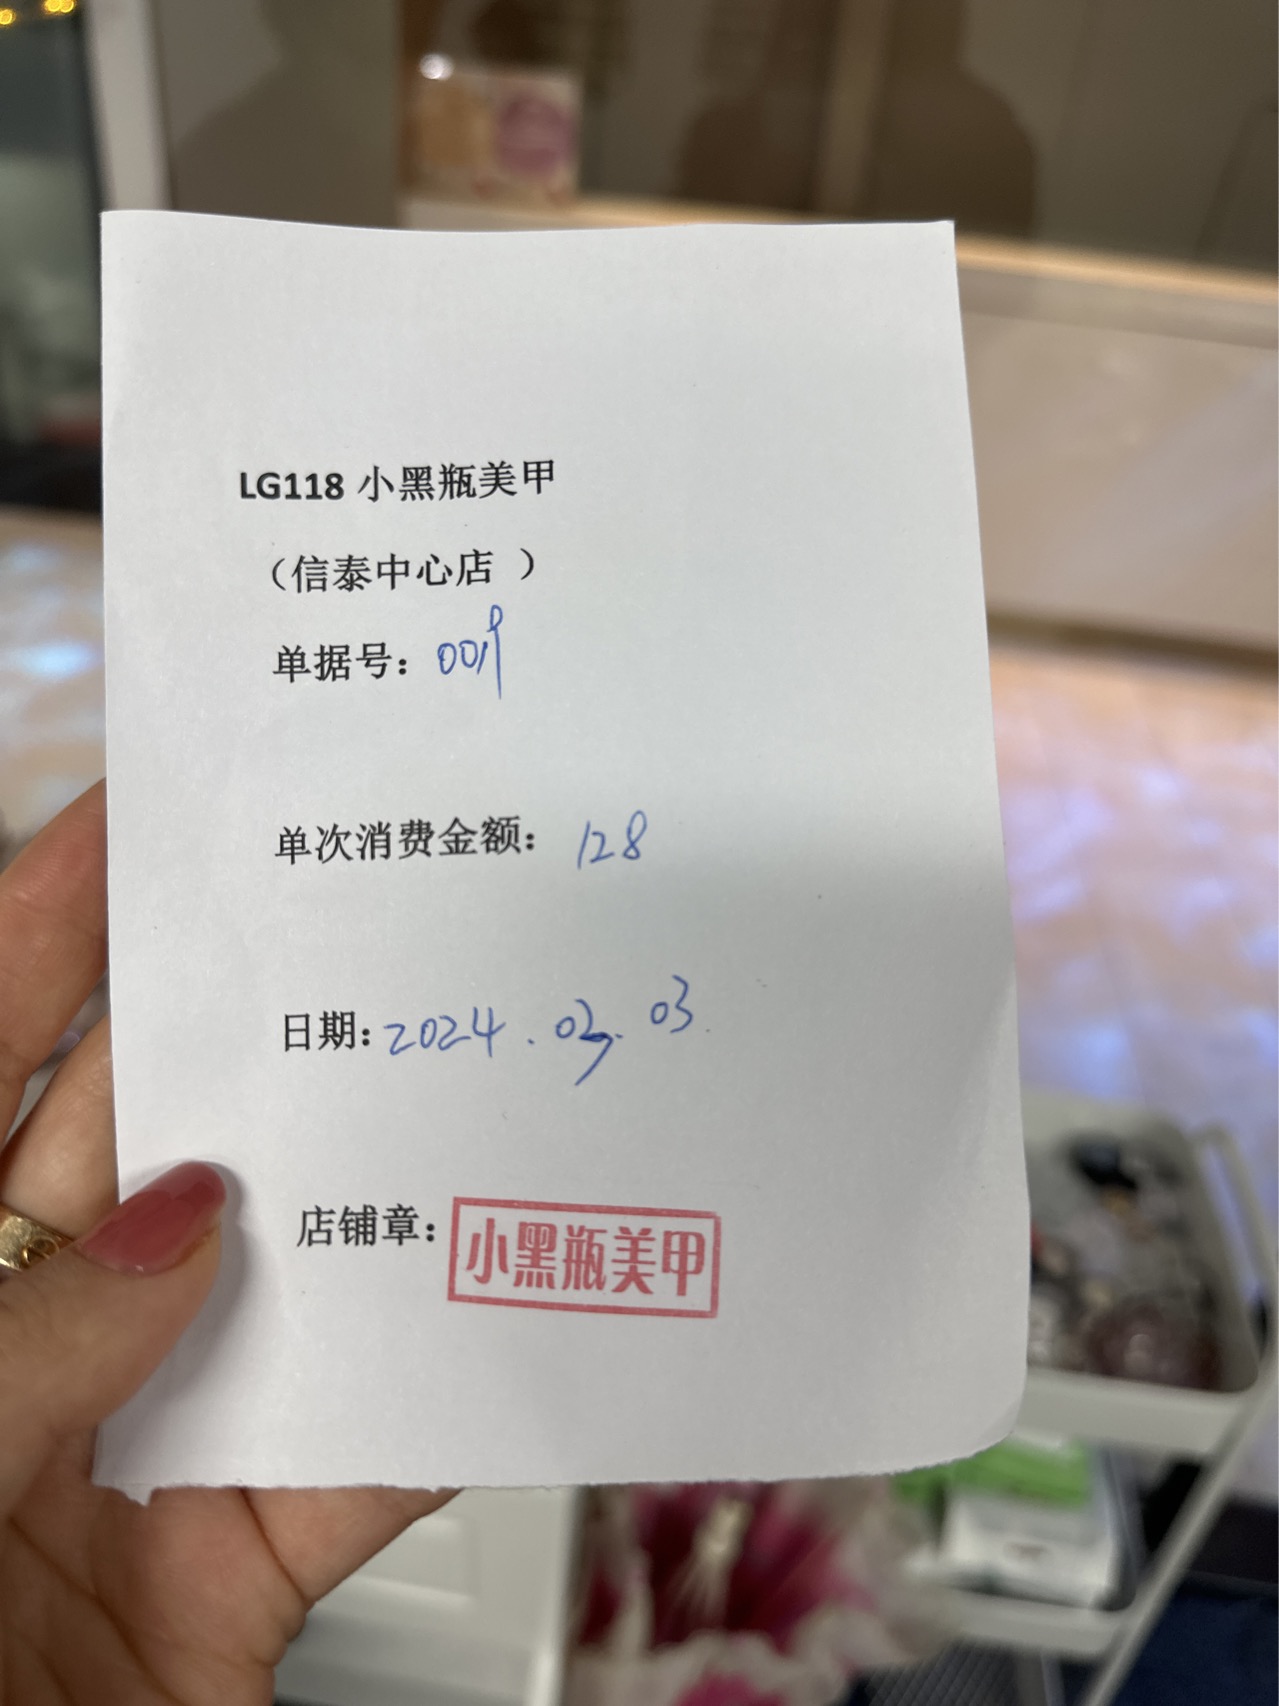 LG118 小黑瓶美甲
（信泰中心店 ）
单据号：0019
单次消费金额： 128
日期:2024.03.03
店铺章：小黑瓶美甲